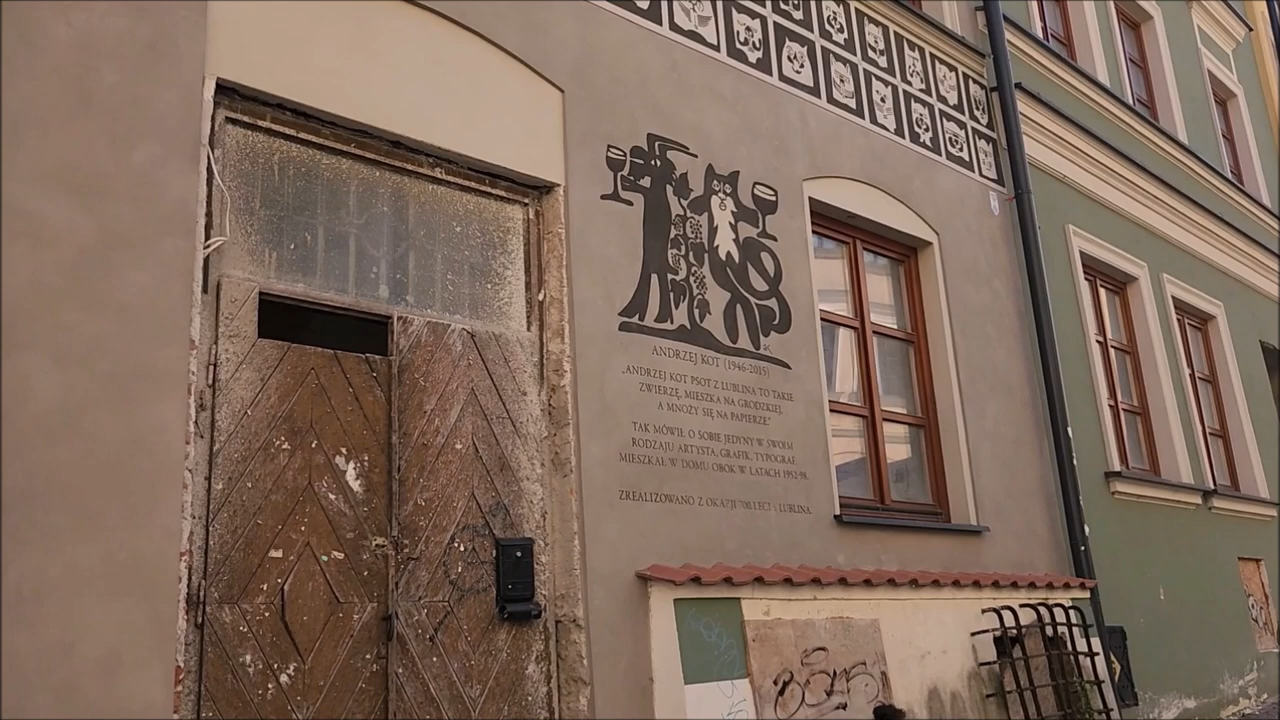 ANDRZEJ KOT (1946-2015)
„ANDRZEJ KOT PSOT Z LUBLINA TO TAKIE
ZWIERZĘ, MIESZKA NA GRODZKIEJ,
A MNOŻY SIĘ NA PAPIERZE."
TAK MÓWIŁ O SOBIE JEDYNY W SWOIM
RODZAJU ARTYSTA, GRAFIK, TYPOGRAF.
MIESZKAŁ W DOMU OBOK W LATACH 1952-98.
ZREALIZOWANO Z OKAZJI 700.LECIA LUBLINA.